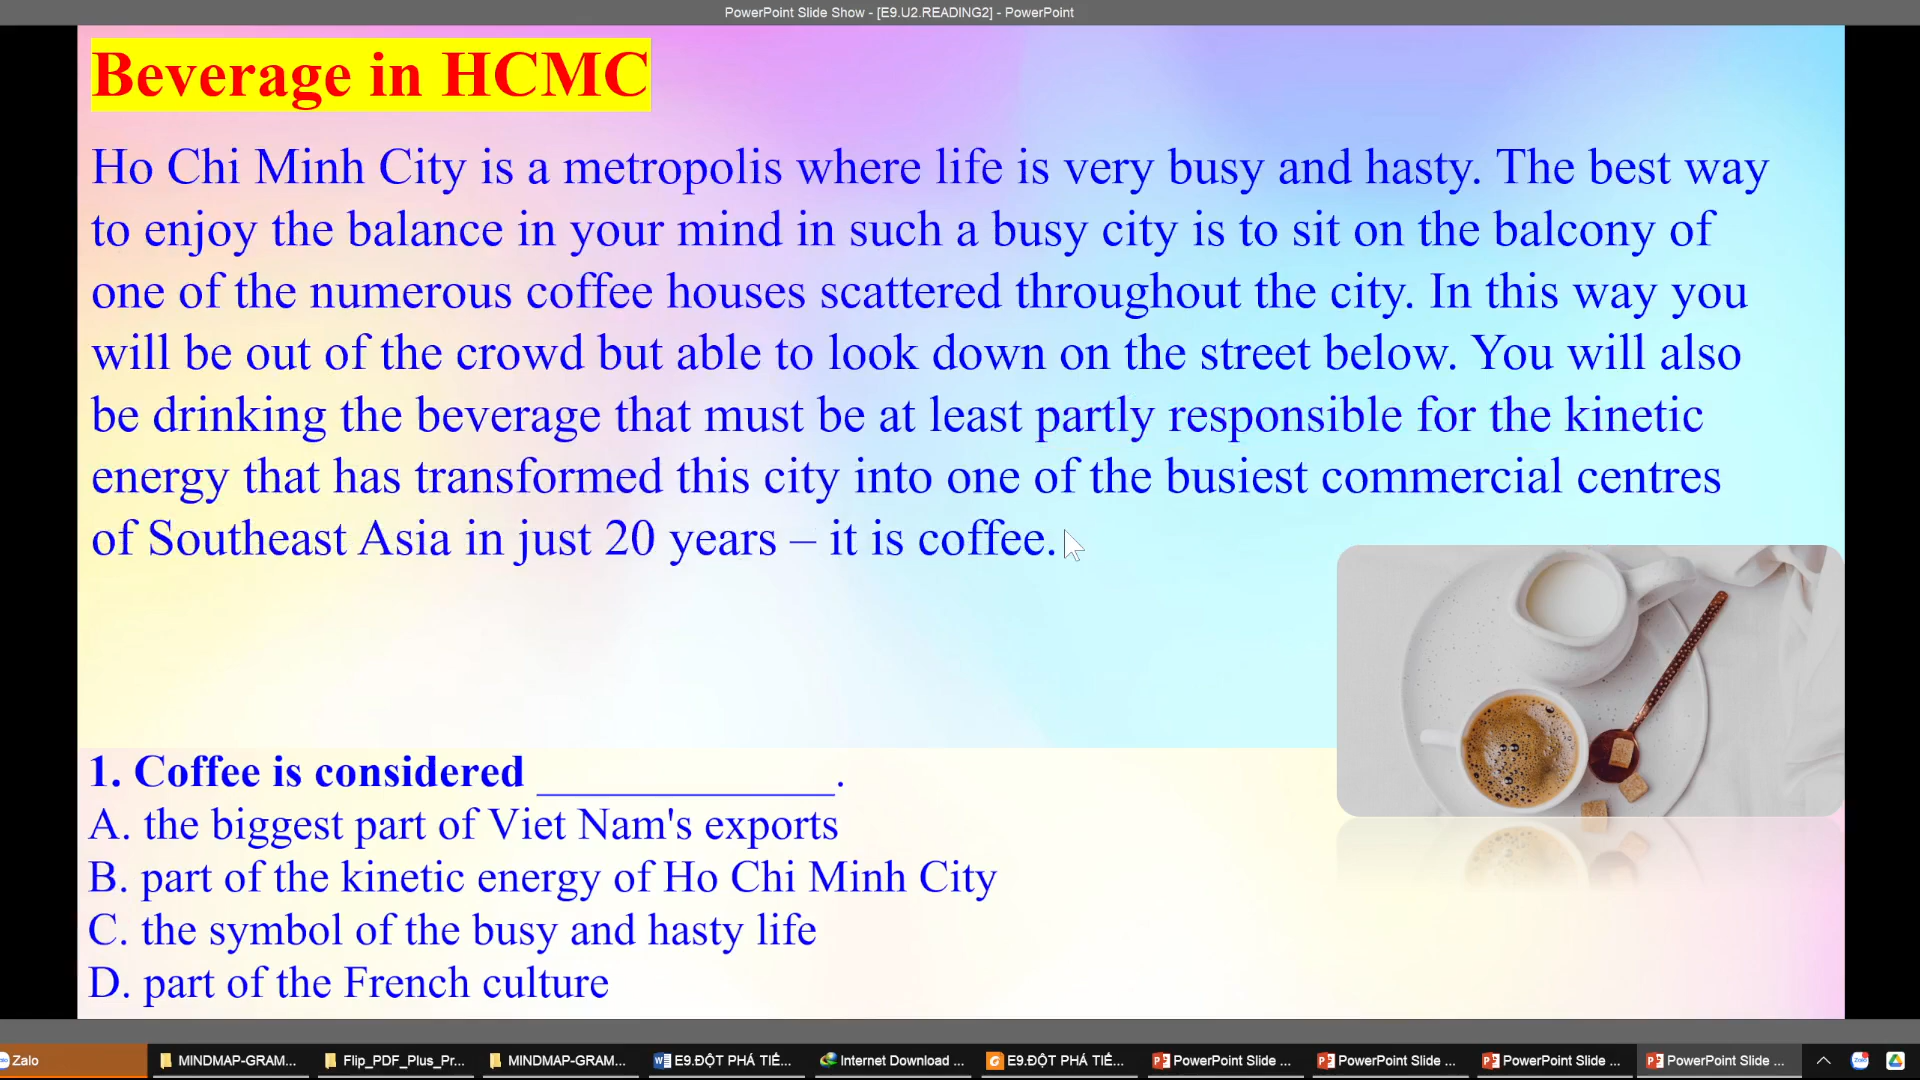 PowerPoint Slide Show - [E9.U2.READING2] - PowerPoint
Beverage in HCMC
Ho Chi Minh City is a metropolis where life is very busy and hasty. The best way
to enjoy the balance in your mind in such a busy city is to sit on the balcony of
one of the numerous coffee houses scattered throughout the city. In this way you
will be out of the crowd but able to look down on the street below. You will also
be drinking the beverage that must be at least partly responsible for the kinetic
energy that has transformed this city into one of the busiest commercial centres
of Southeast Asia in just 20 years – it is coffee.
1. Coffee is considered ______________.
A. the biggest part of Viet Nam's exports
B. part of the kinetic energy of Ho Chi Minh City
C. the symbol of the busy and hasty life
D. part of the French culture
Zalo MINDMAP-GRAM... Flip_PDF_Plus_Pr... MINDMAP-GRAM... E9.ĐỘT PHÁ TIẾ... Internet Download ... E9.ĐỘT PHÁ TIẾ... PowerPoint Slide ... PowerPoint Slide ... PowerPoint Slide ... PowerPoint Slide ...